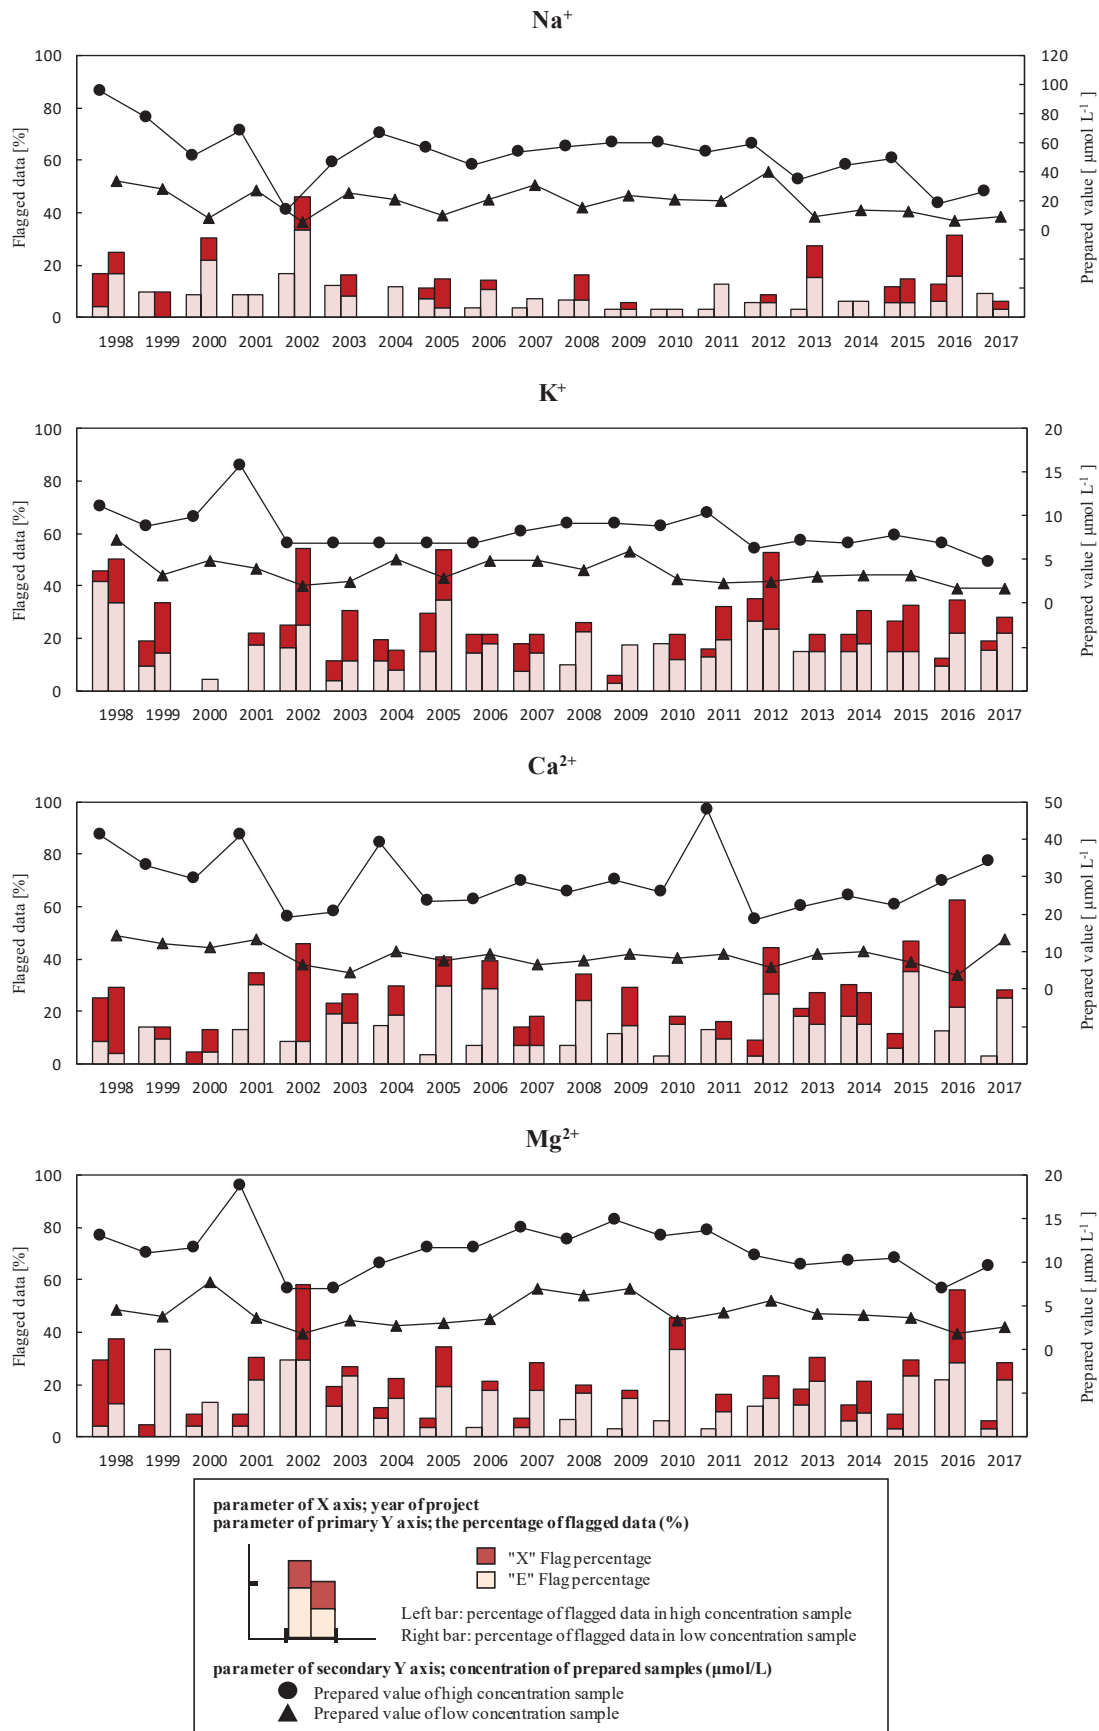 Na⁺
100
80
60
40
20
0
Flagged data [%]
120
100
80
60
40
20
0
Prepared value [ µmol L⁻¹ ]
1998 1999 2000 2001 2002 2003 2004 2005 2006 2007 2008 2009 2010 2011 2012 2013 2014 2015 2016 2017
K⁺
100
80
60
40
20
0
Flagged data [%]
20
15
10
5
0
Prepared value [ µmol L⁻¹ ]
1998 1999 2000 2001 2002 2003 2004 2005 2006 2007 2008 2009 2010 2011 2012 2013 2014 2015 2016 2017
Ca²⁺
100
80
60
40
20
0
Flagged data [%]
50
40
30
20
10
0
Prepared value [ µmol L⁻¹ ]
1998 1999 2000 2001 2002 2003 2004 2005 2006 2007 2008 2009 2010 2011 2012 2013 2014 2015 2016 2017
Mg²⁺
100
80
60
40
20
0
Flagged data [%]
20
15
10
5
0
Prepared value [ µmol L⁻¹ ]
1998 1999 2000 2001 2002 2003 2004 2005 2006 2007 2008 2009 2010 2011 2012 2013 2014 2015 2016 2017
parameter of X axis; year of project
parameter of primary Y axis; the percentage of flagged data (%)
"X" Flag percentage
"E" Flag percentage
Left bar: percentage of flagged data in high concentration sample
Right bar: percentage of flagged data in low concentration sample
parameter of secondary Y axis; concentration of prepared samples (µmol/L)
Prepared value of high concentration sample
Prepared value of low concentration sample